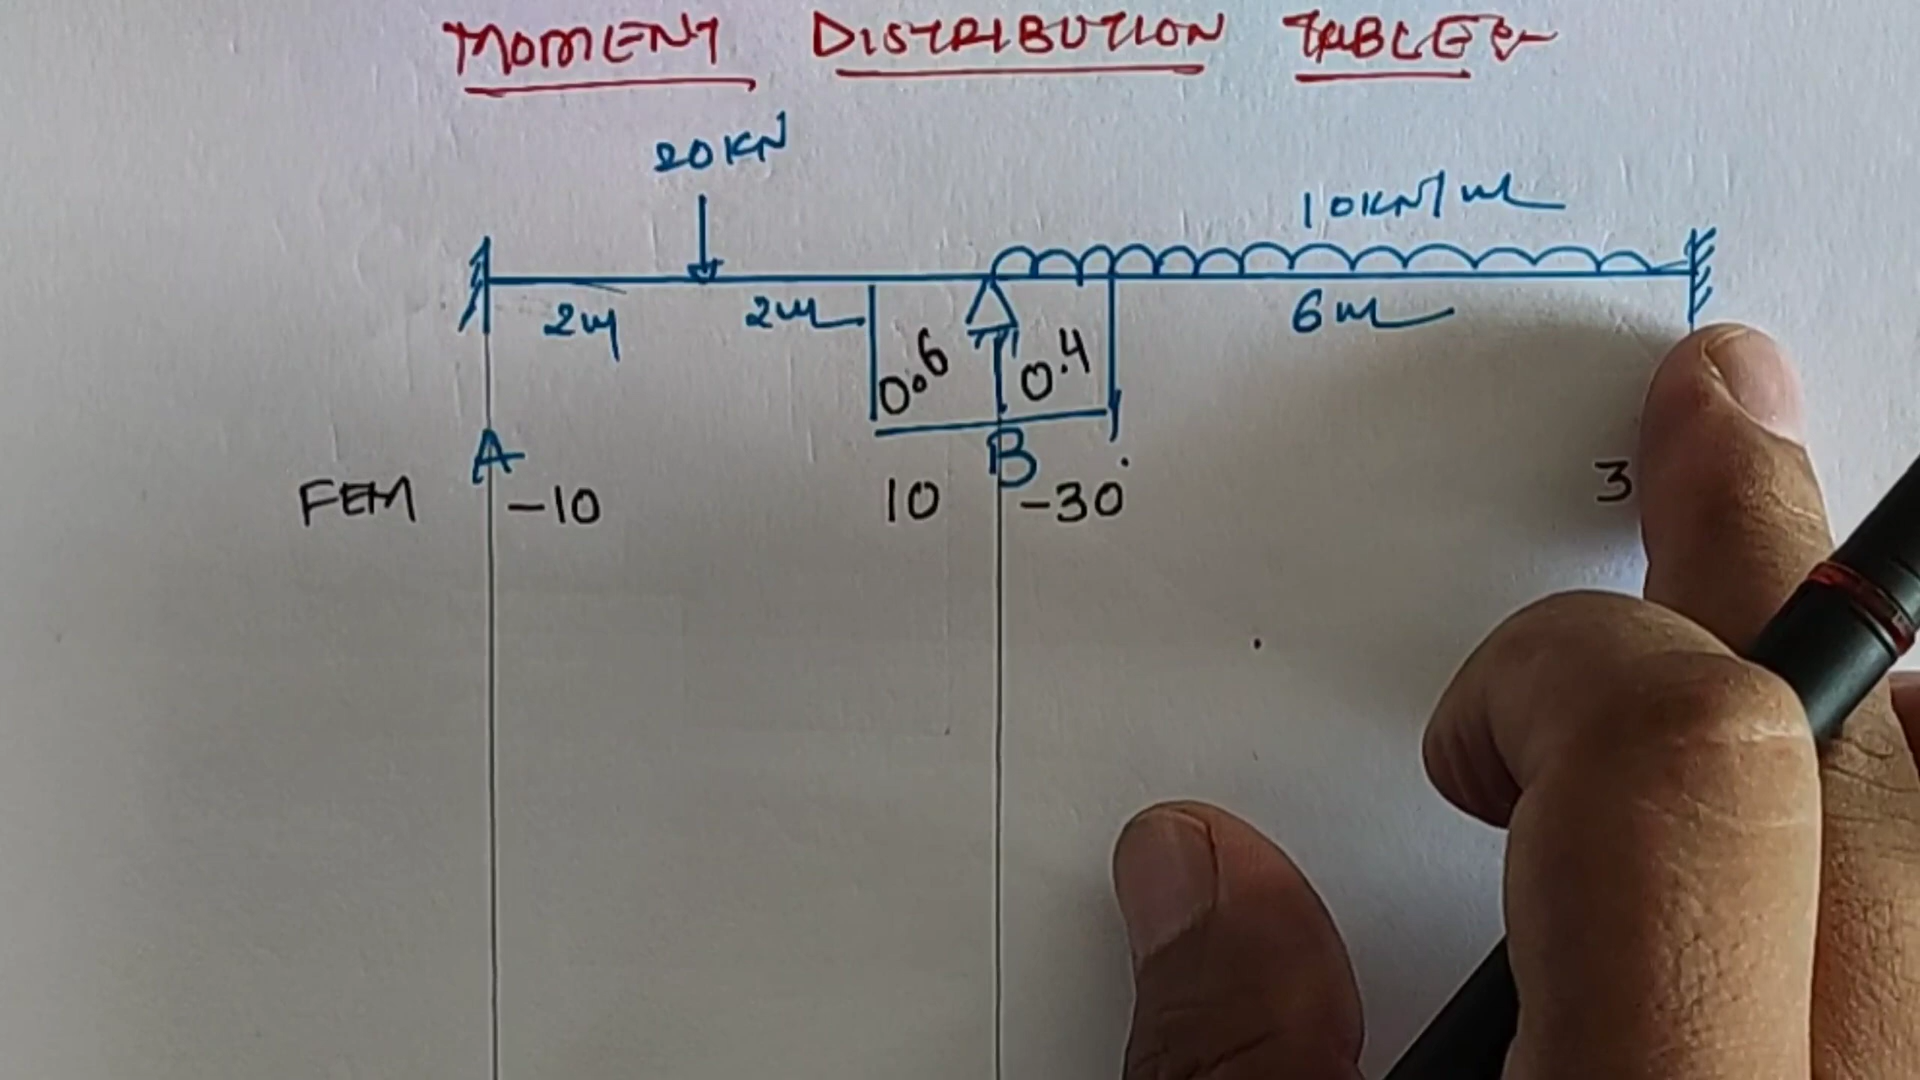 MOMENT DISTRIBUTION TABLE
20KN
10KN/m
2m 2m 6m
0.6 0.4
A B
FEM -10 10 -30 3